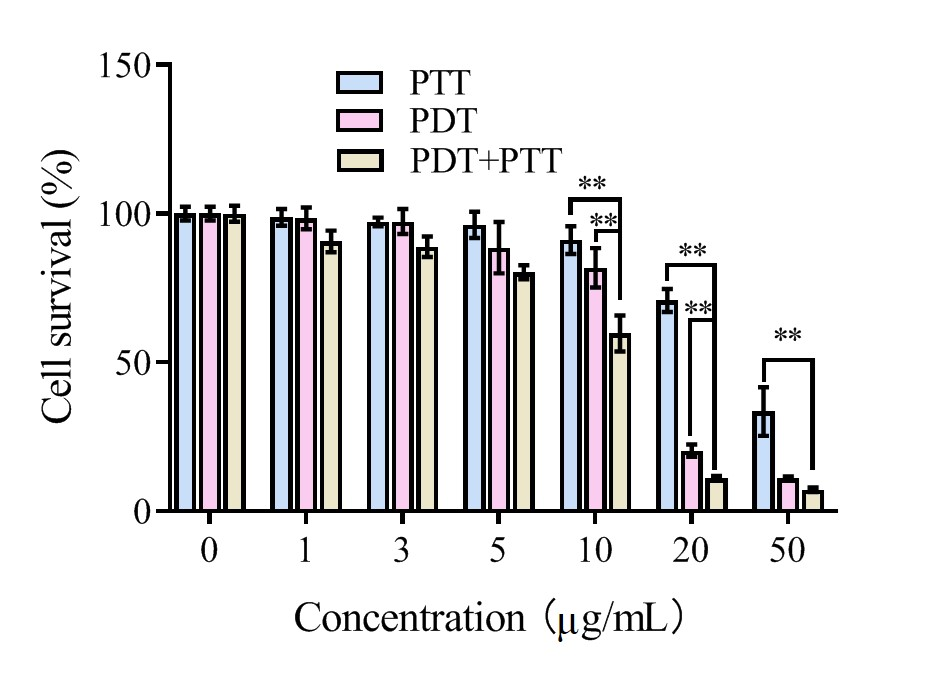 150
100
50
0
Cell survival (%)
PTT
PDT
PDT+PTT
**
**
**
**
**
0 1 3 5 10 20 50
Concentration（μg/mL）